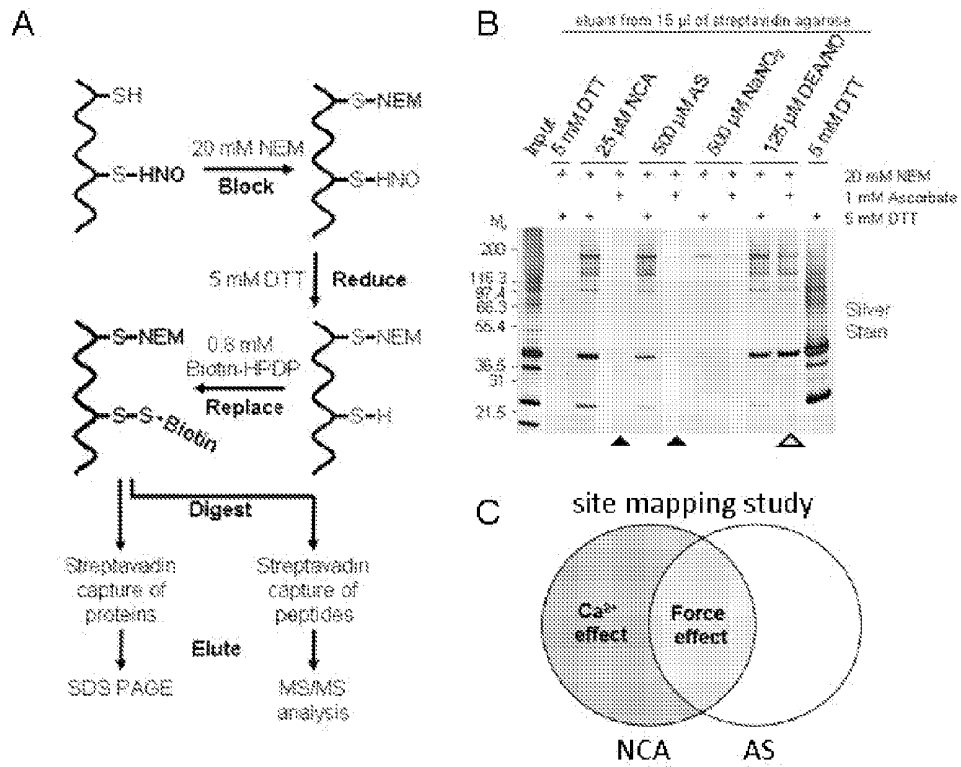 A
SH
S-HNO
20 mM NEM
Block
S-NEM
S-HNO
5 mM DTT
Reduce
S-NEM
S-H
0.8 mM
Biotin-HPDP
Replace
S-NEM
S-S-Biotin
Digest
Streptavadin
capture of
proteins
Streptavadin
capture of
peptides
Elute
SDS PAGE
MS/MS
analysis
B
eluant from 15 µl of streptavidin agarose
Input
5 mM DTT
25 µM NCA
500 µM AS
500 µM NaNO2
125 µM DEA/NO
5 mM DTT
+ + + + + + + + 20 mM NEM
+ + + + 1 mM Ascorbate
+ + + + + + 5 mM DTT
200
116.3
66.3
55.4
36.5
31
21.5
Silver
Stain
C
site mapping study
Ca2+
effect
Force
effect
NCA
AS